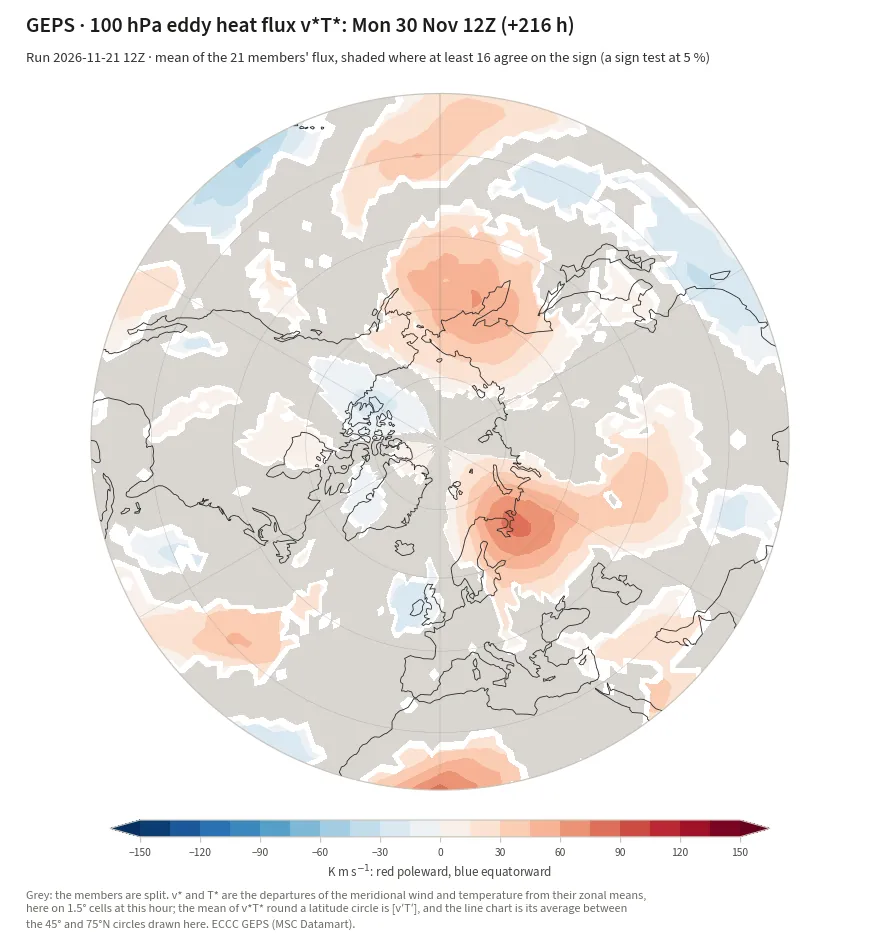 GEPS · 100 hPa eddy heat flux v*T*: Mon 30 Nov 12Z (+216 h)
Run 2026-11-21 12Z · mean of the 21 members' flux, shaded where at least 16 agree on the sign (a sign test at 5 %)
−150 −120 −90 −60 −30 0 30 60 90 120 150
K m s⁻¹: red poleward, blue equatorward
Grey: the members are split. v* and T* are the departures of the meridional wind and temperature from their zonal means,
here on 1.5° cells at this hour; the mean of v*T* round a latitude circle is [v′T′], and the line chart is its average between
the 45° and 75°N circles drawn here. ECCC GEPS (MSC Datamart).